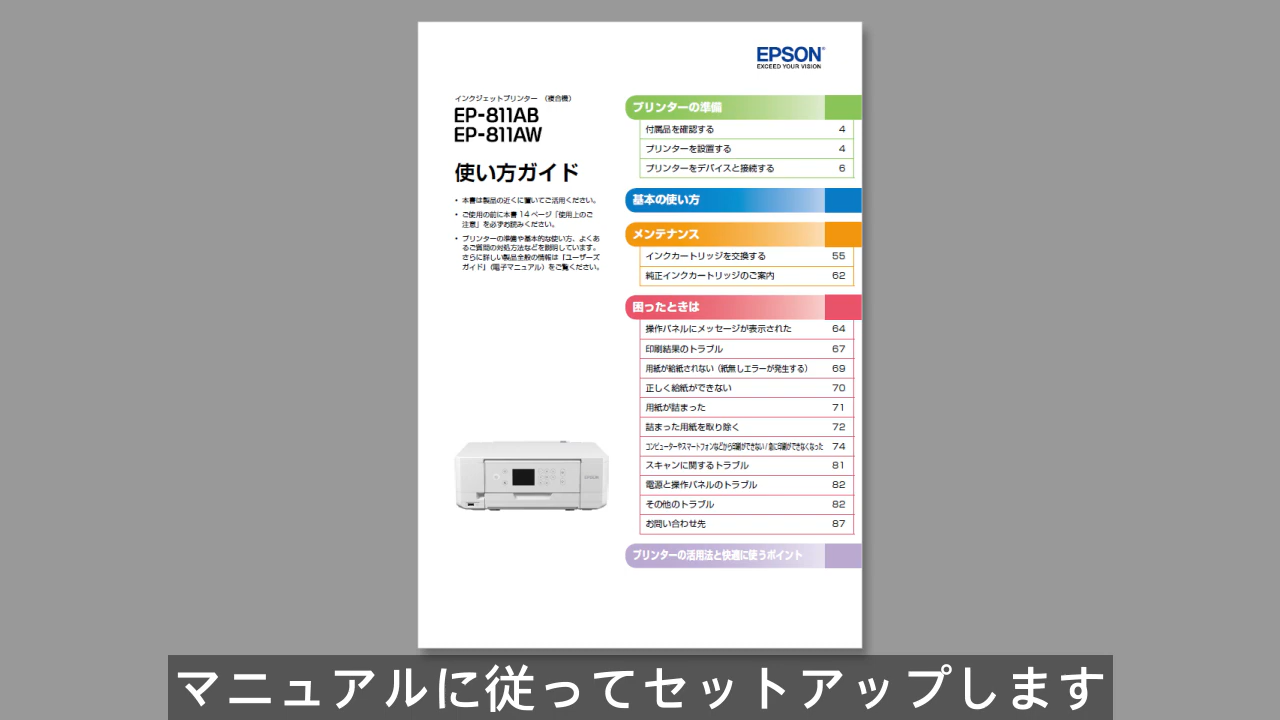 EPSON
EXCEED YOUR VISION
インクジェットプリンター （複合機）
EP-811AB
EP-811AW
使い方ガイド
• 本書は製品の近くに置いてご活用ください。
• ご使用の前に本書 14 ページ「使用上のご
注意」を必ずお読みください。
• プリンターの準備や基本的な使い方、よくあ
るご質問の対処方法などを説明しています。
さらに詳しい製品全般の情報は『ユーザーズ
ガイド』（電子マニュアル）をご覧ください。
プリンターの準備
付属品を確認する 4
プリンターを設置する 4
プリンターをデバイスと接続する 6
基本の使い方
メンテナンス
インクカートリッジを交換する 55
純正インクカートリッジのご案内 62
困ったときは
操作パネルにメッセージが表示された 64
印刷結果のトラブル 67
用紙が給紙されない（紙無しエラーが発生する） 69
正しく給紙ができない 70
用紙が詰まった 71
詰まった用紙を取り除く 72
コンピューターやスマートフォンなどから印刷ができない / 急に印刷ができなくなった 74
スキャンに関するトラブル 81
電源と操作パネルのトラブル 82
その他のトラブル 82
お問い合わせ先 87
プリンターの活用法と快適に使うポイント
EPSON
マニュアルに従ってセットアップします